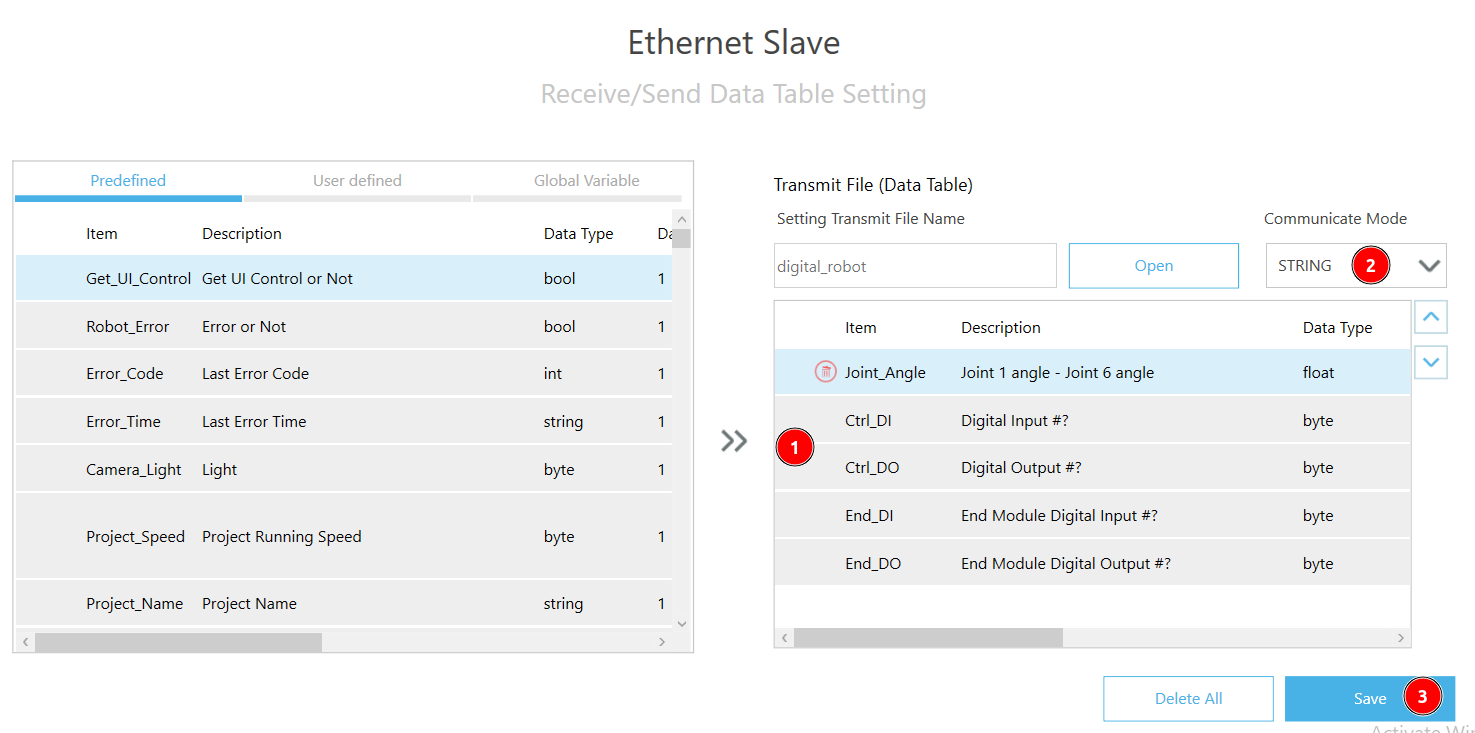 Ethernet Slave
Receive/Send Data Table Setting
Predefined User defined Global Variable
Item Description Data Type
Get_UI_Control Get UI Control or Not bool 1
Robot_Error Error or Not bool 1
Error_Code Last Error Code int 1
Error_Time Last Error Time string 1
Camera_Light Light byte 1
Project_Speed Project Running Speed byte 1
Project_Name Project Name string 1
Transmit File (Data Table)
Setting Transmit File Name Communicate Mode
digital_robot Open STRING 2
Item Description Data Type
Joint_Angle Joint 1 angle - Joint 6 angle float
Ctrl_DI Digital Input #? byte
1
Ctrl_DO Digital Output #? byte
End_DI End Module Digital Input #? byte
End_DO End Module Digital Output #? byte
Delete All Save 3
Activate